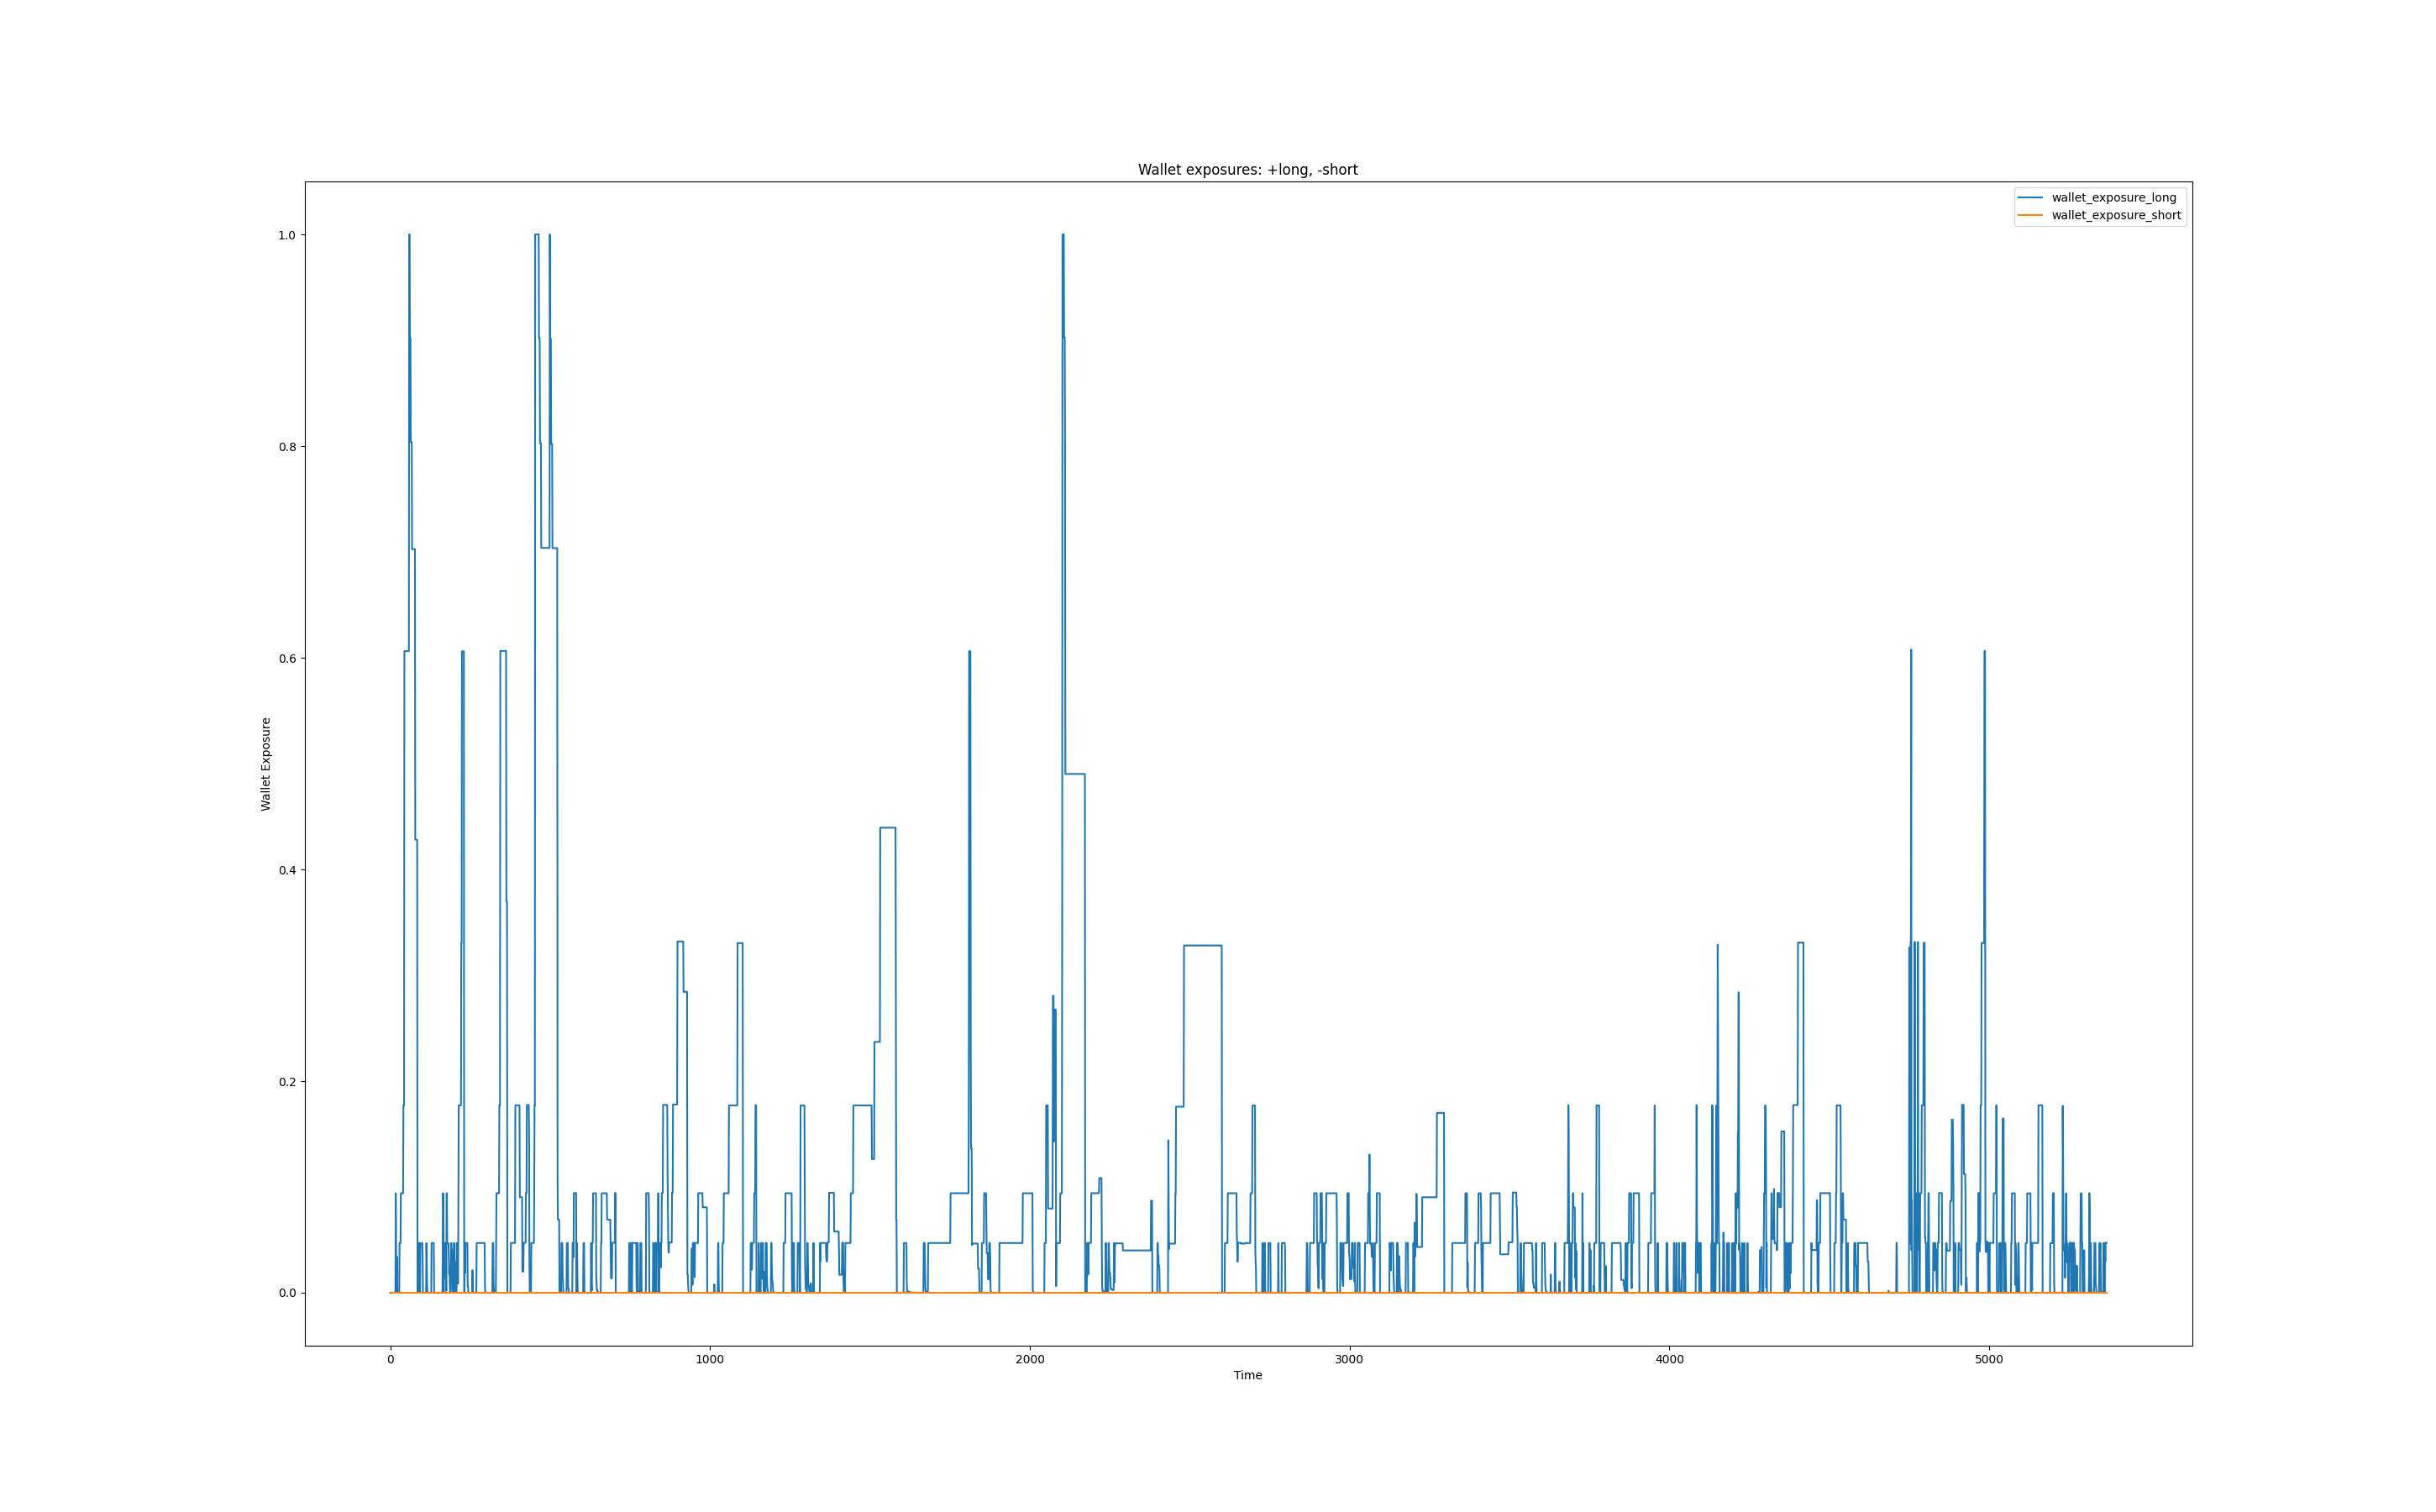 Wallet exposures: +long, -short
wallet_exposure_long
wallet_exposure_short
1.0
0.8
0.6
0.4
0.2
0.0
Wallet Exposure
0 1000 2000 3000 4000 5000
Time